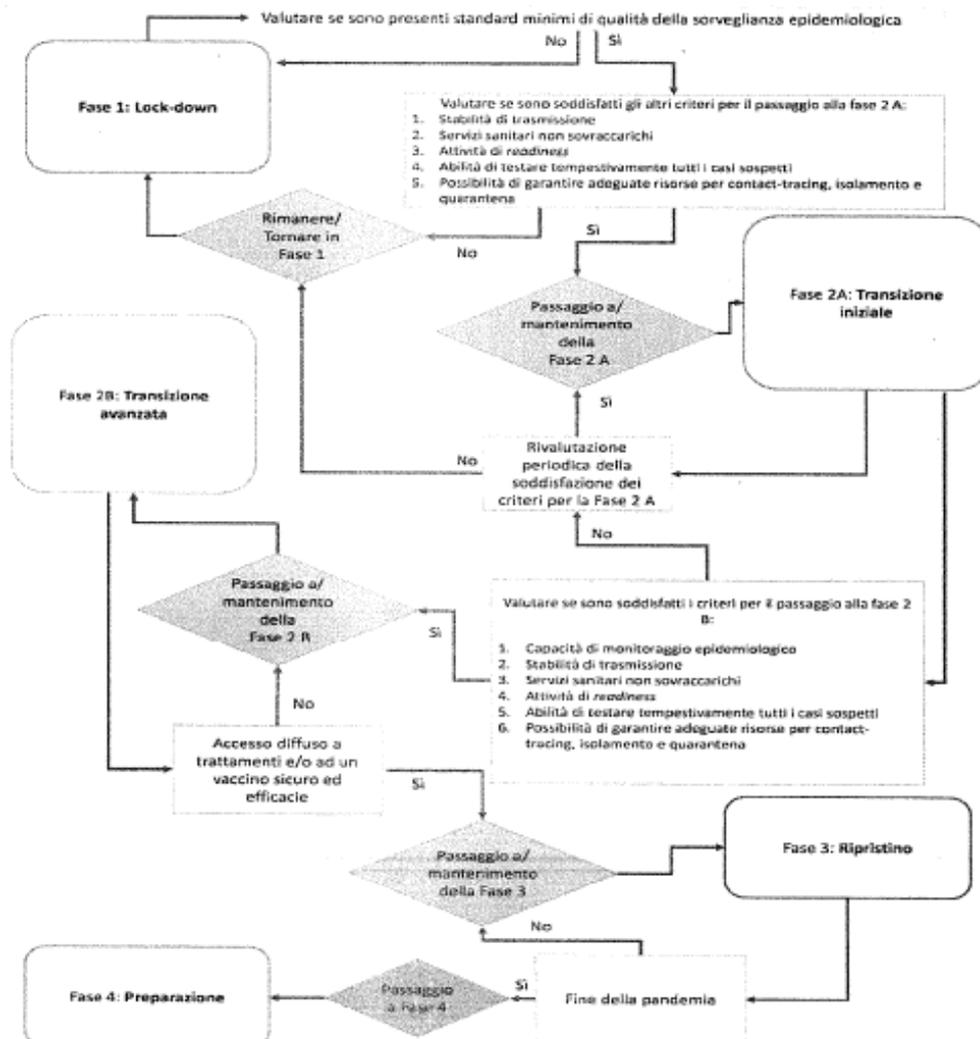 Valutare se sono presenti standard minimi di qualità della sorveglianza epidemiologica
No
Sì
Fase 1: Lock-down
Valutare se sono soddisfatti gli altri criteri per il passaggio alla fase 2 A:
1. Stabilità di trasmissione
2. Servizi sanitari non sovraccarichi
3. Attività di readiness
4. Abilità di testare tempestivamente tutti i casi sospetti
5. Possibilità di garantire adeguate risorse per contact-tracing, isolamento e
quarantena
Rimanere/
Tornare in
Fase 1
No
Sì
Passaggio a/
mantenimento
della
Fase 2 A
Fase 2A: Transizione
iniziale
Fase 2B: Transizione
avanzata
Sì
No
Rivalutazione
periodica della
soddisfazione dei
criteri per la Fase 2 A
No
Passaggio a/
mantenimento
della
Fase 2 B
Sì
Valutare se sono soddisfatti i criteri per il passaggio alla fase 2
B:
1. Capacità di monitoraggio epidemiologico
2. Stabilità di trasmissione
3. Servizi sanitari non sovraccarichi
4. Attività di readiness
5. Abilità di testare tempestivamente tutti i casi sospetti
6. Possibilità di garantire adeguate risorse per contact-
tracing, isolamento e quarantena
No
Accesso diffuso a
trattamenti e/o ad un
vaccino sicuro ed
efficacie
Sì
Passaggio a/
mantenimento
della Fase 3
Fase 3: Ripristino
No
Fase 4: Preparazione
Passaggio
a Fase 4
Sì
Fine della pandemia